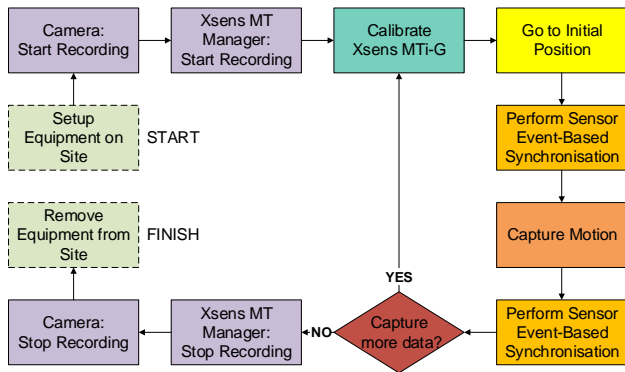 Camera:
Start Recording
Xsens MT
Manager:
Start Recording
Calibrate
Xsens MTi-G
Go to Initial
Position
Setup
Equipment on
Site
START
Perform Sensor
Event-Based
Synchronisation
Remove
Equipment from
Site
FINISH
Capture Motion
YES
Camera:
Stop Recording
Xsens MT
Manager:
Stop Recording
NO
Capture
more data?
Perform Sensor
Event-Based
Synchronisation